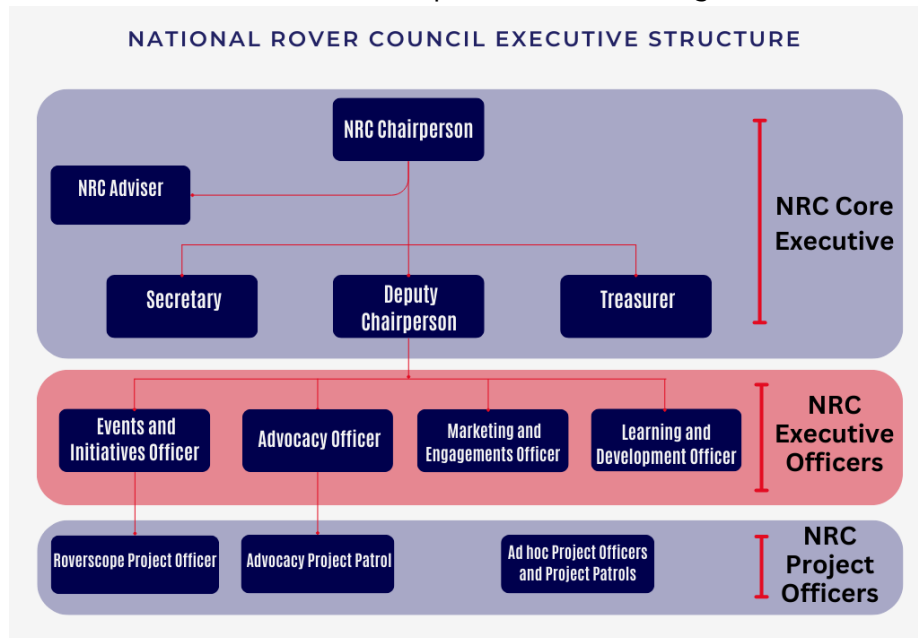 NATIONAL ROVER COUNCIL EXECUTIVE STRUCTURE
NRC Chairperson
NRC Adviser
NRC Core
Executive
Secretary
Deputy
Chairperson
Treasurer
Events and
Initiatives Officer
Advocacy Officer
Marketing and
Engagements Officer
Learning and
Development Officer
NRC
Executive
Officers
Roverscope Project Officer
Advocacy Project Patrol
Ad hoc Project Officers
and Project Patrols
NRC
Project
Officers